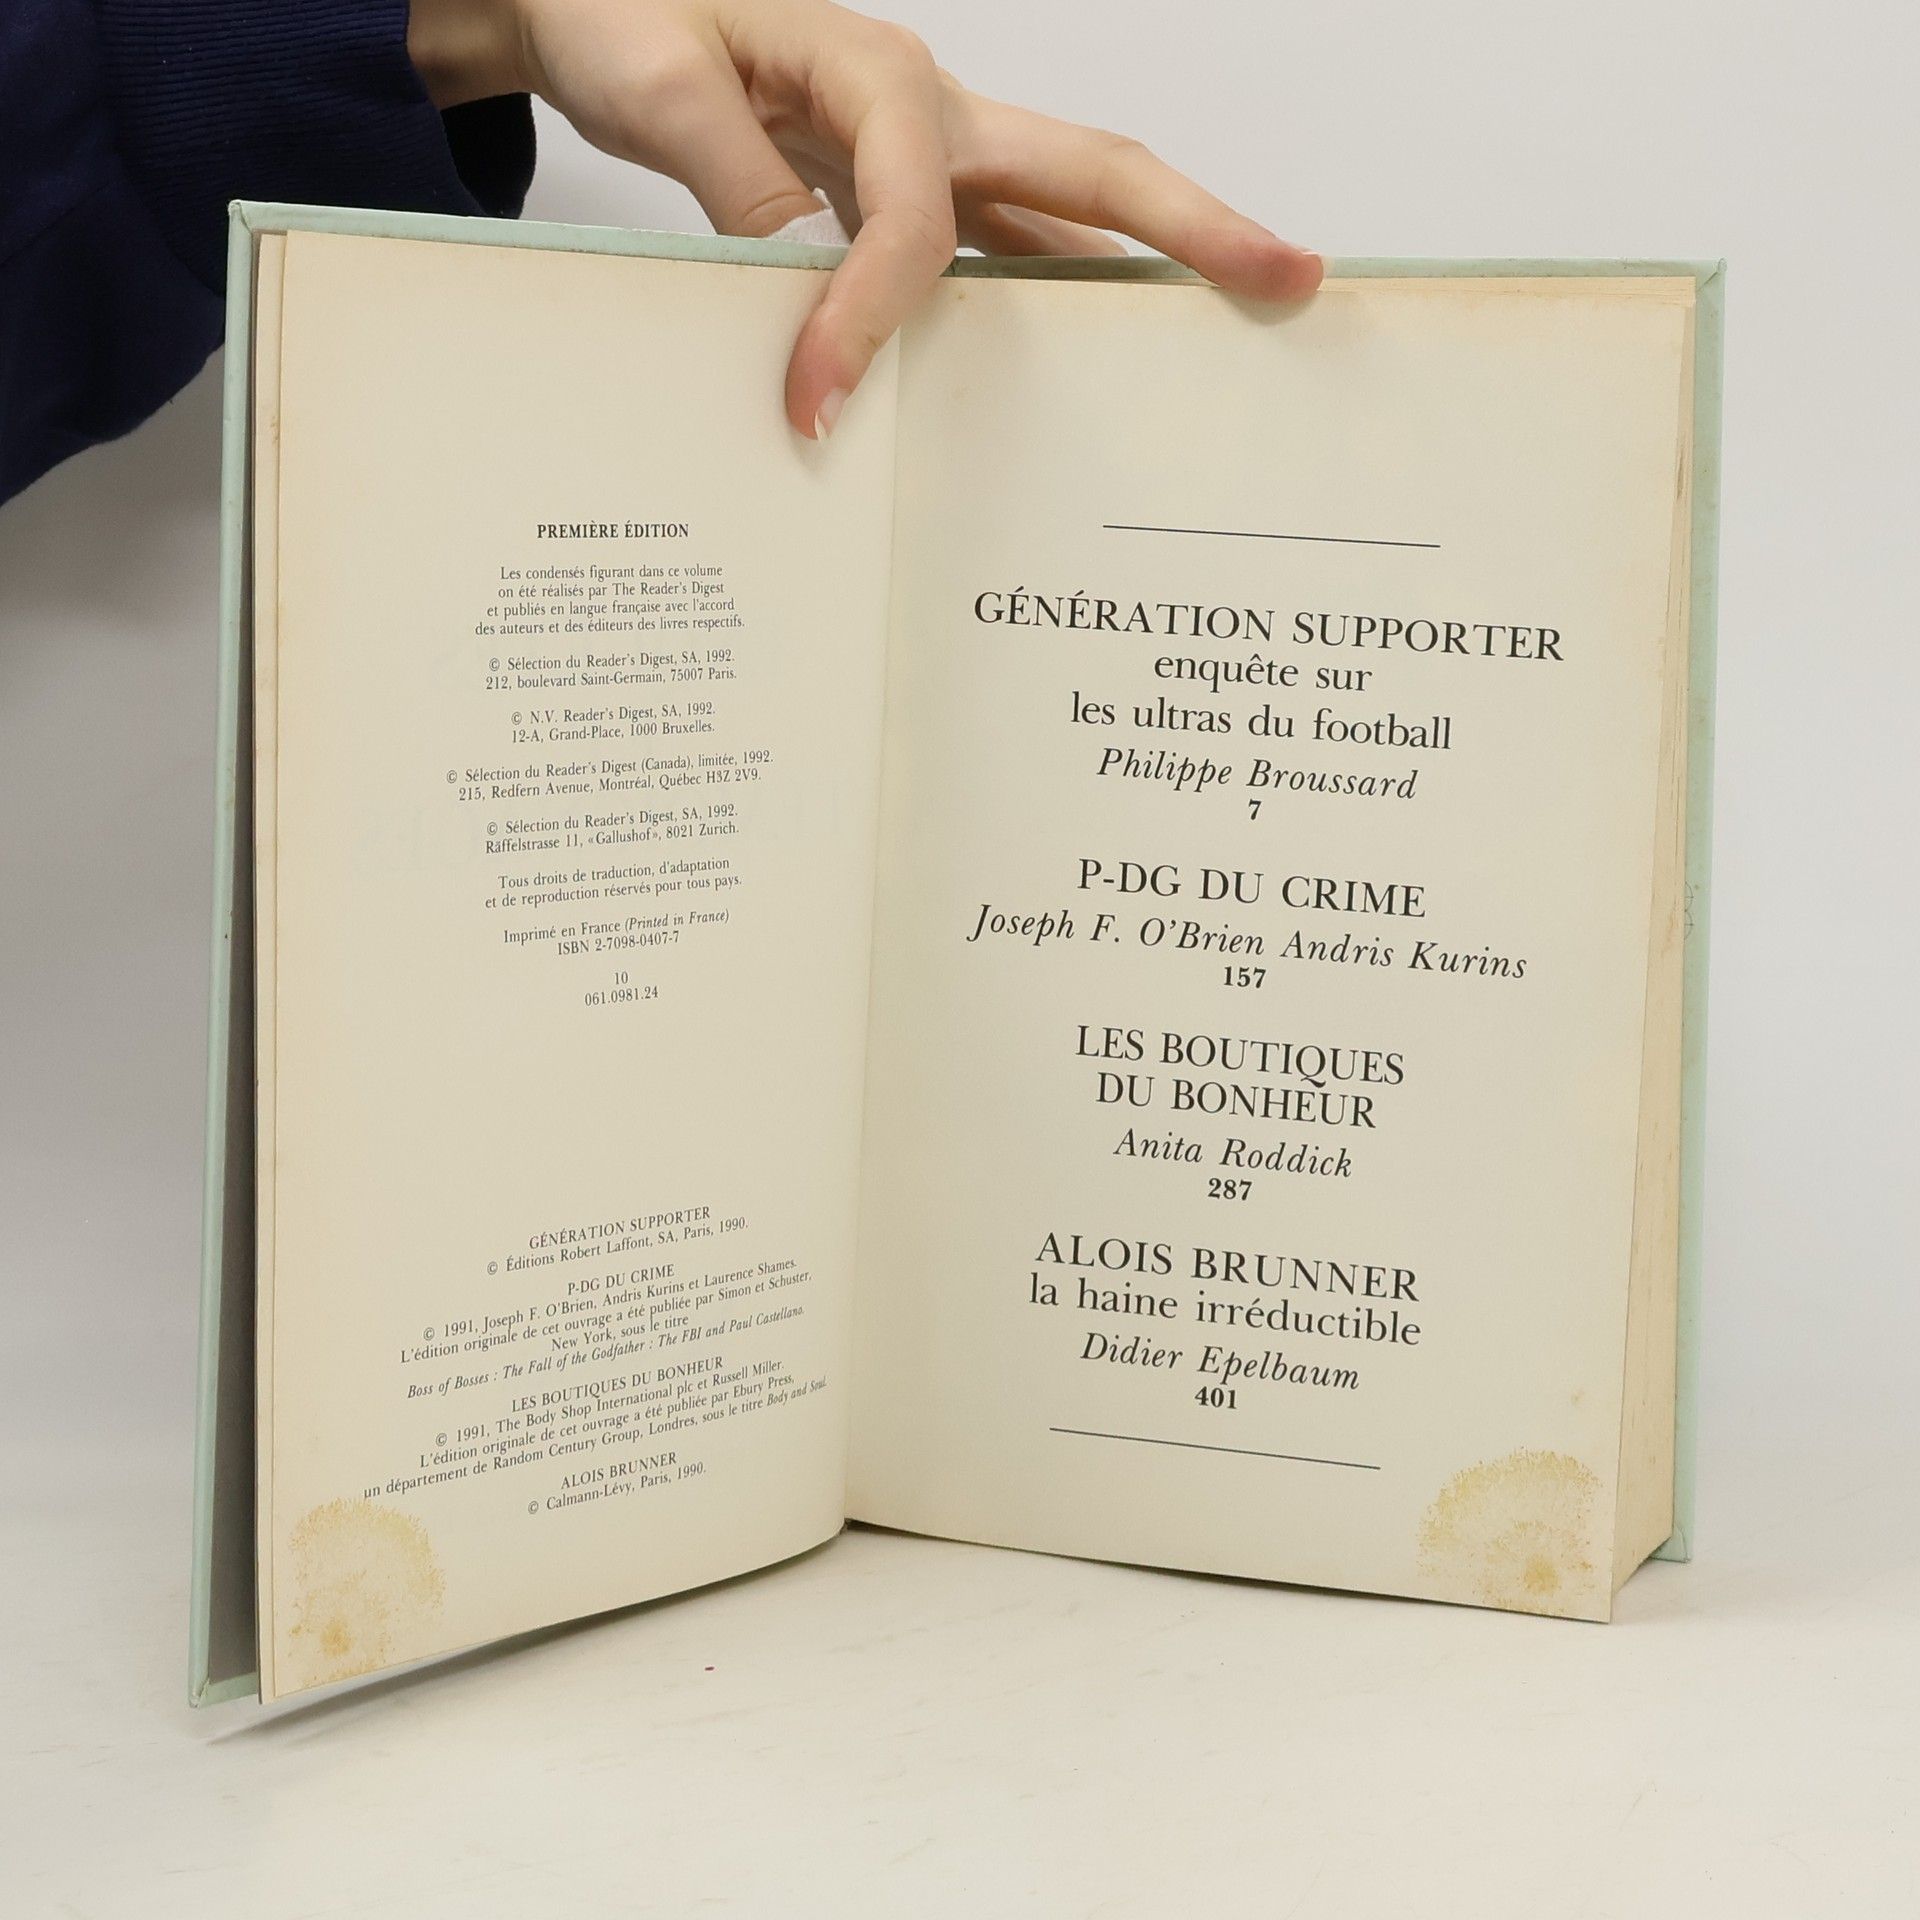 PREMIÈRE ÉDITION
Les condensés figurant dans ce volume
on été réalisés par The Reader's Digest
et publiés en langue française avec l'accord
des auteurs et des éditeurs des livres respectifs.
© Sélection du Reader's Digest, SA, 1992.
212, boulevard Saint-Germain, 75007 Paris.
© N.V. Reader's Digest, SA, 1992.
12-A, Grand-Place, 1000 Bruxelles.
© Sélection du Reader's Digest (Canada), limitée, 1992.
215, Redfern Avenue, Montréal, Québec H3Z 2V9.
© Sélection du Reader's Digest, SA, 1992.
Räffelstrasse 11, «Gallushof», 8021 Zurich.
Tous droits de traduction, d'adaptation
et de reproduction réservés pour tous pays.
Imprimé en France (Printed in France)
ISBN 2-7098-0407-7
10
061.0981.24
GÉNÉRATION SUPPORTER
© Éditions Robert Laffont, SA, Paris, 1990.
P-DG DU CRIME
© 1991, Joseph F. O'Brien, Andris Kurins et Laurence Shames.
L'édition originale de cet ouvrage a été publiée par Simon et Schuster,
New York, sous le titre
Boss of Bosses : The Fall of the Godfather : The FBI and Paul Castellano.
LES BOUTIQUES DU BONHEUR
© 1991, The Body Shop International plc et Russell Miller.
L'édition originale de cet ouvrage a été publiée par Ebury Press,
un département de Random Century Group, Londres, sous le titre Body and Soul.
ALOIS BRUNNER
© Calmann-Lévy, Paris, 1990.
GÉNÉRATION SUPPORTER
enquête sur
les ultras du football
Philippe Broussard
7
P-DG DU CRIME
Joseph F. O'Brien Andris Kurins
157
LES BOUTIQUES
DU BONHEUR
Anita Roddick
287
ALOIS BRUNNER
la haine irréductible
Didier Epelbaum
401